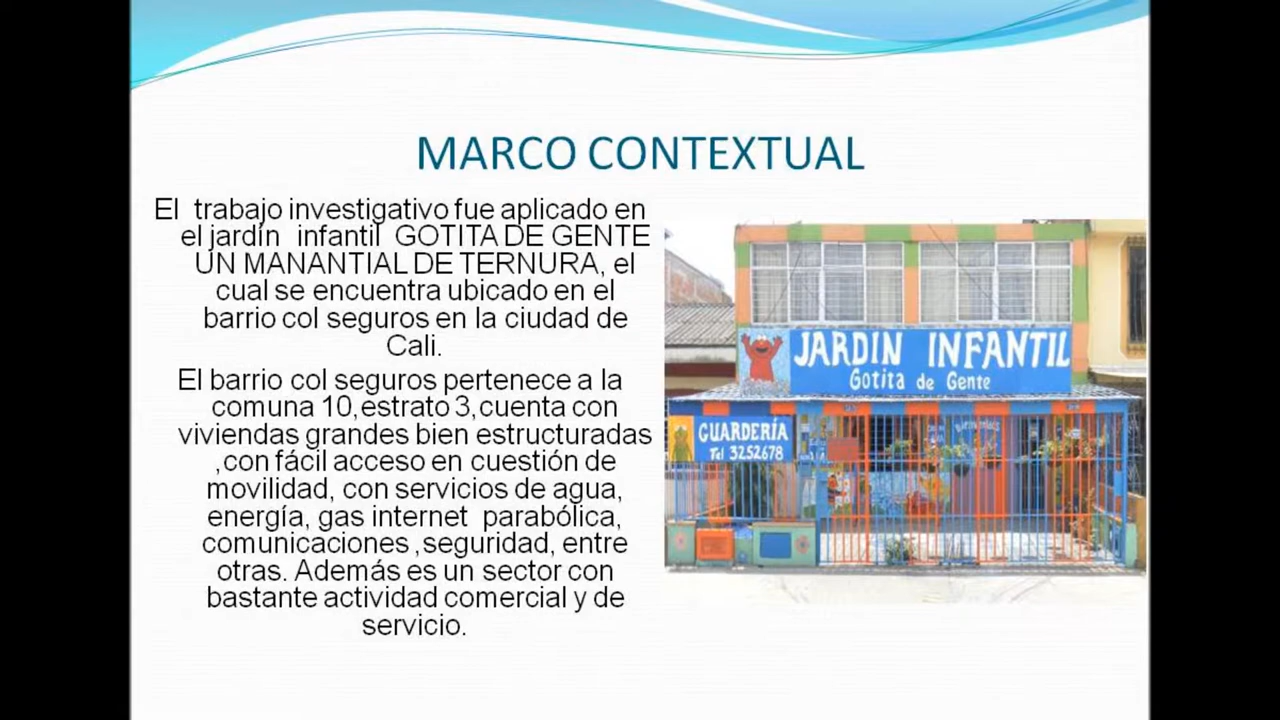 MARCO CONTEXTUAL
El trabajo investigativo fue aplicado en
el jardín infantil GOTITA DE GENTE
UN MANANTIAL DE TERNURA, el
cual se encuentra ubicado en el
barrio col seguros en la ciudad de
Cali.
El barrio col seguros pertenece a la
comuna 10,estrato 3,cuenta con
viviendas grandes bien estructuradas
,con fácil acceso en cuestión de
movilidad, con servicios de agua,
energía, gas internet parabólica,
comunicaciones ,seguridad, entre
otras. Además es un sector con
bastante actividad comercial y de
servicio.
JARDIN INFANTIL
Gotita de Gente
GUARDERÍA
Tel 3252678